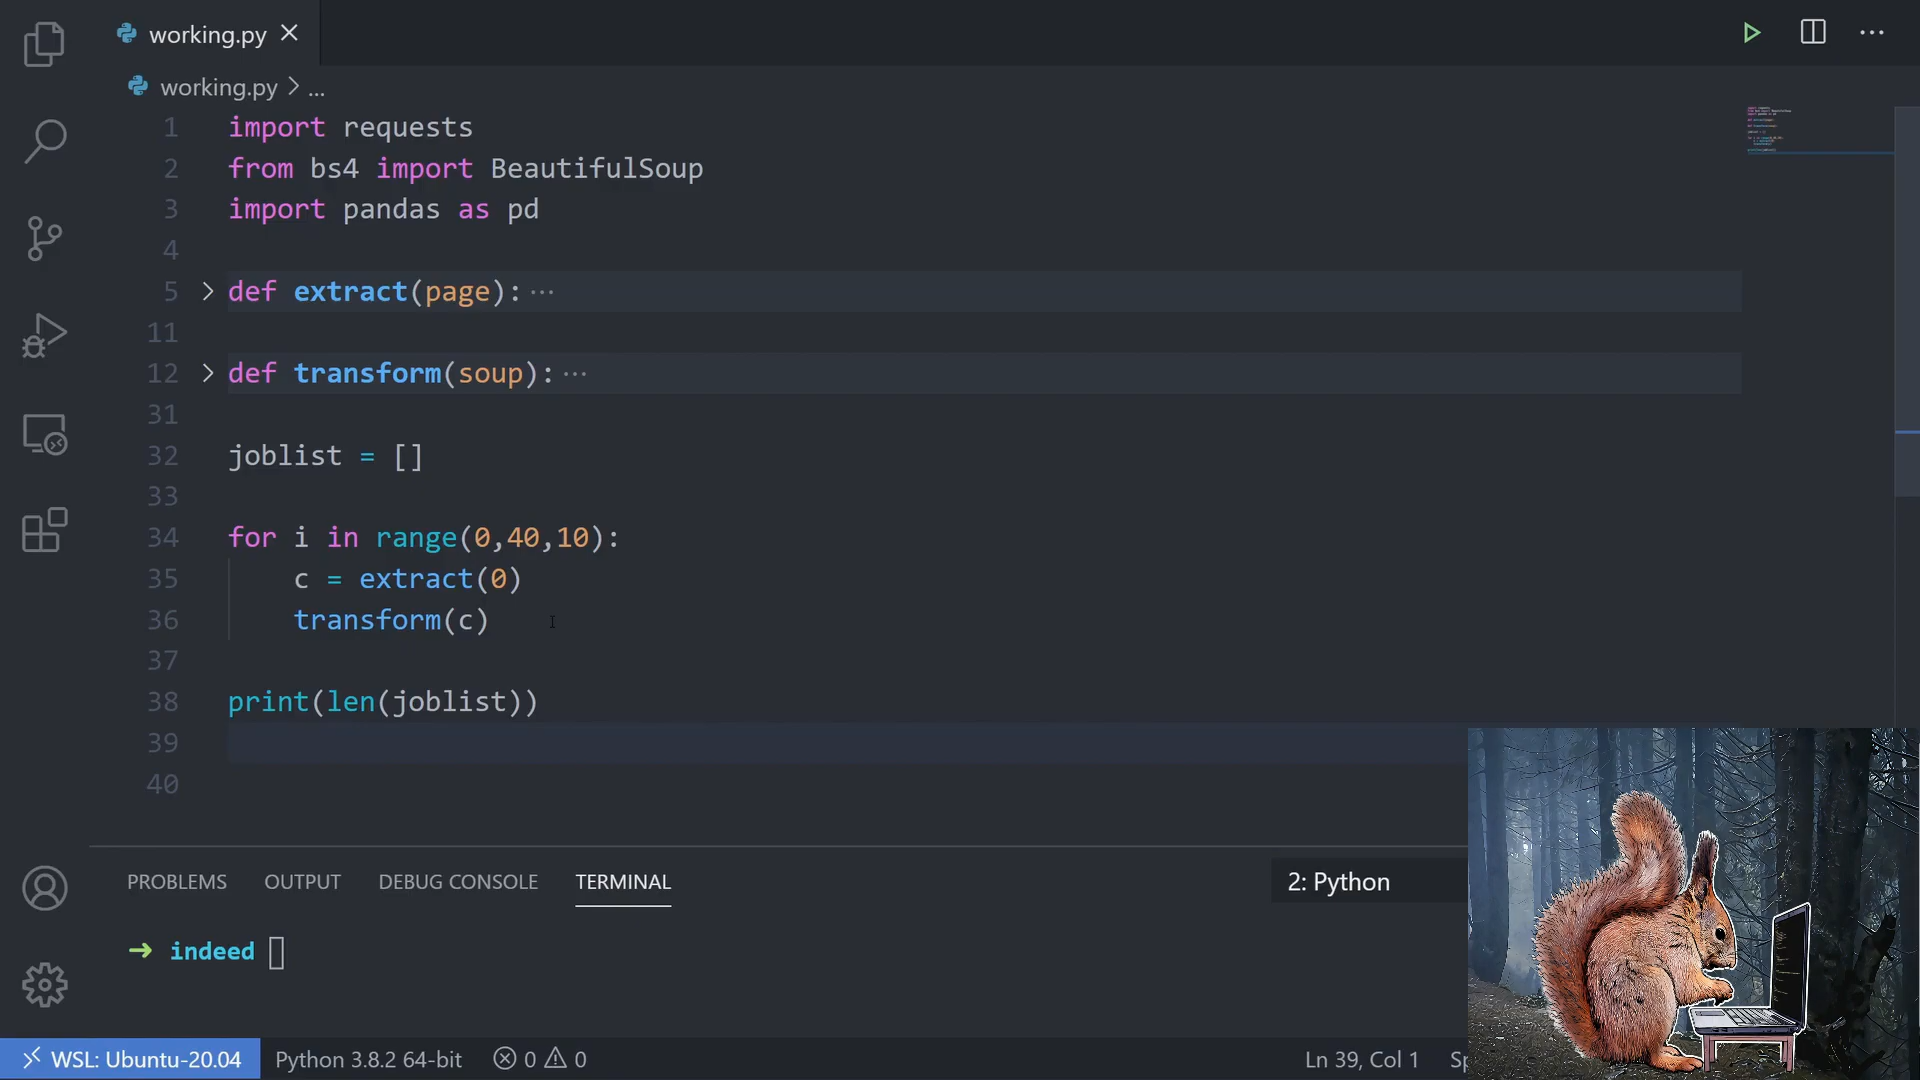 working.py
working.py > ...
1 import requests
2 from bs4 import BeautifulSoup
3 import pandas as pd
4
5 def extract(page): ···
11
12 def transform(soup): ···
31
32 joblist = []
33
34 for i in range(0,40,10):
35 c = extract(0)
36 transform(c)
37
38 print(len(joblist))
39
40
PROBLEMS OUTPUT DEBUG CONSOLE TERMINAL 2: Python
➜ indeed
WSL: Ubuntu-20.04 Python 3.8.2 64-bit 0 0 Ln 39, Col 1 Sp